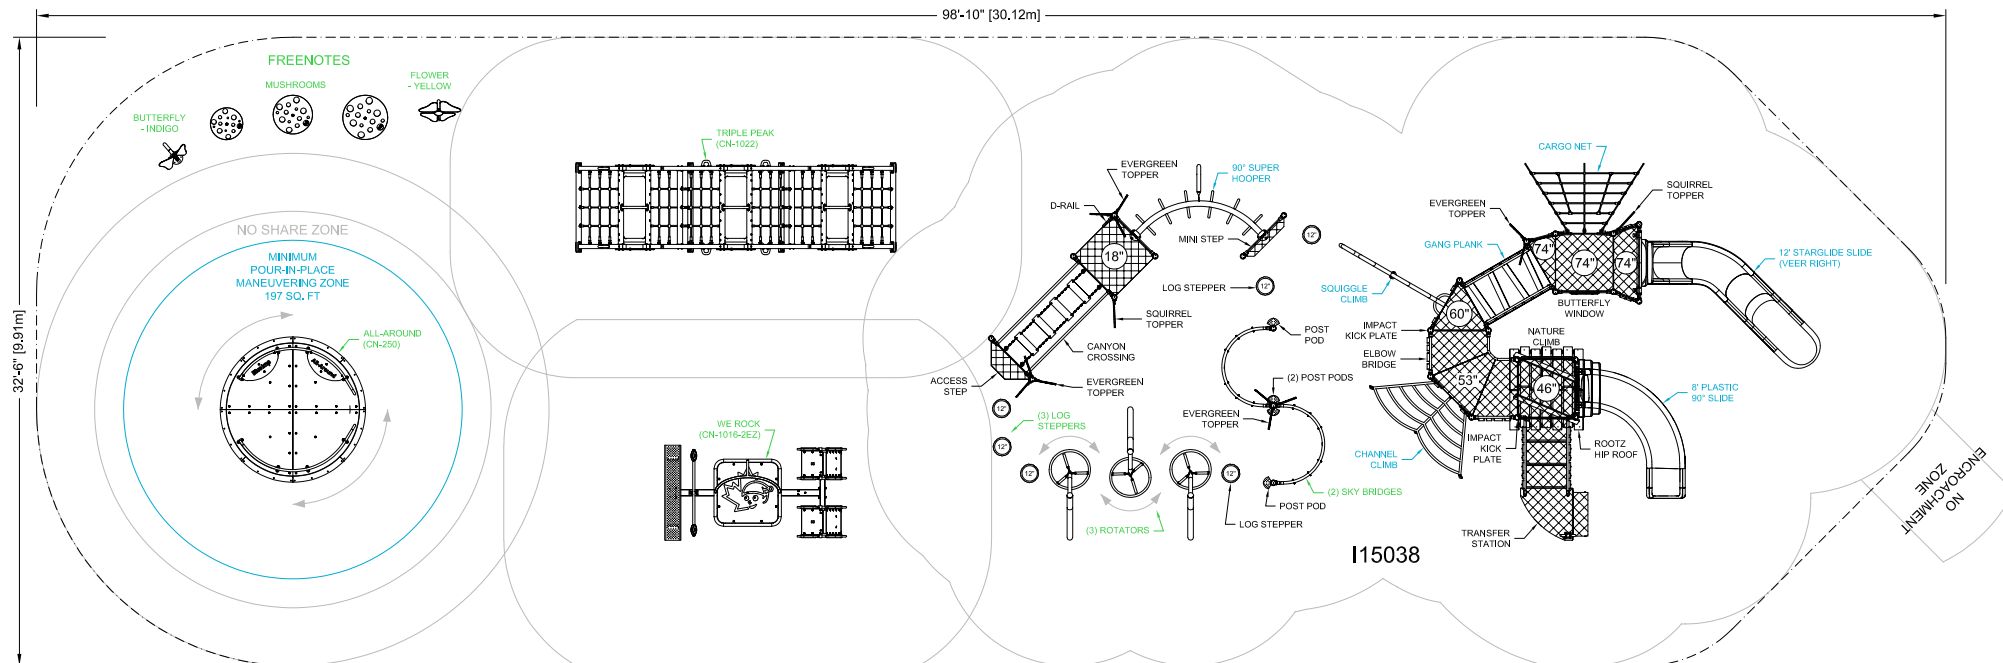 98'-10" [30.12m]
32'-6" [9.91m]
FREENOTES
MUSHROOMS
FLOWER
- YELLOW
BUTTERFLY
- INDIGO
NO SHARE ZONE
MINIMUM
POUR-IN-PLACE
MANEUVERING ZONE
197 SQ. FT
ALL-AROUND
(CN-250)
TRIPLE PEAK
(CN-1022)
WE ROCK
(CN-1016-2EZ)
EVERGREEN
TOPPER
90° SUPER
HOOPER
D-RAIL
18"
MINI STEP
12"
LOG STEPPER
12"
SQUIRREL
TOPPER
CANYON
CROSSING
ACCESS
STEP
EVERGREEN
TOPPER
12"
(3) LOG
STEPPERS
12"
12"
(3) ROTATORS
12"
LOG STEPPER
POST
POD
(2) POST PODS
EVERGREEN
TOPPER
(2) SKY BRIDGES
POST POD
CARGO NET
SQUIRREL
TOPPER
EVERGREEN
TOPPER
GANG PLANK
74"
74"
74"
12' STARGLIDE SLIDE
(VEER RIGHT)
SQUIGGLE
CLIMB
BUTTERFLY
WINDOW
60"
IMPACT
KICK PLATE
NATURE
CLIMB
ELBOW
BRIDGE
53"
46"
8' PLASTIC
90° SLIDE
CHANNEL
CLIMB
IMPACT
KICK
PLATE
ROOTZ
HIP ROOF
TRANSFER
STATION
I15038
NO
ENCROACHMENT
ZONE